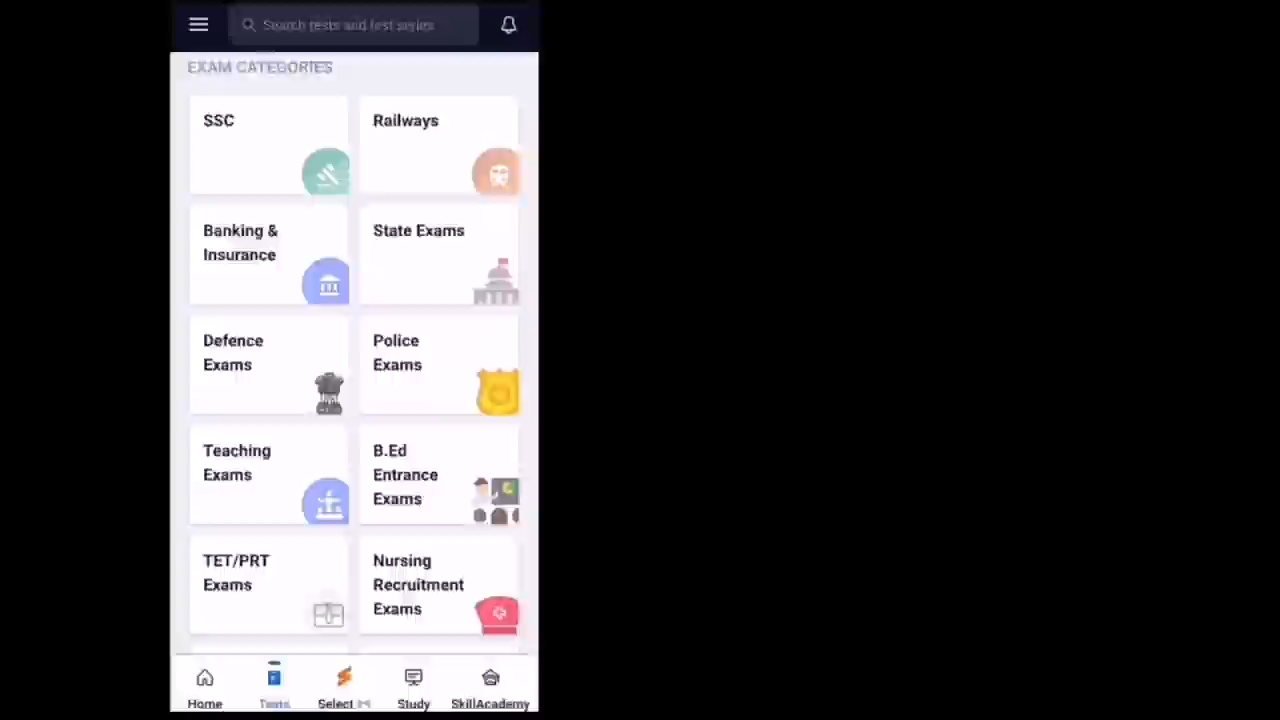 Search tests and test series
EXAM CATEGORIES
SSC
Railways
Banking &
Insurance
State Exams
Defence
Exams
Police
Exams
Teaching
Exams
B.Ed
Entrance
Exams
TET/PRT
Exams
Nursing
Recruitment
Exams
Home
Tests
Select
Study
SkillAcademy